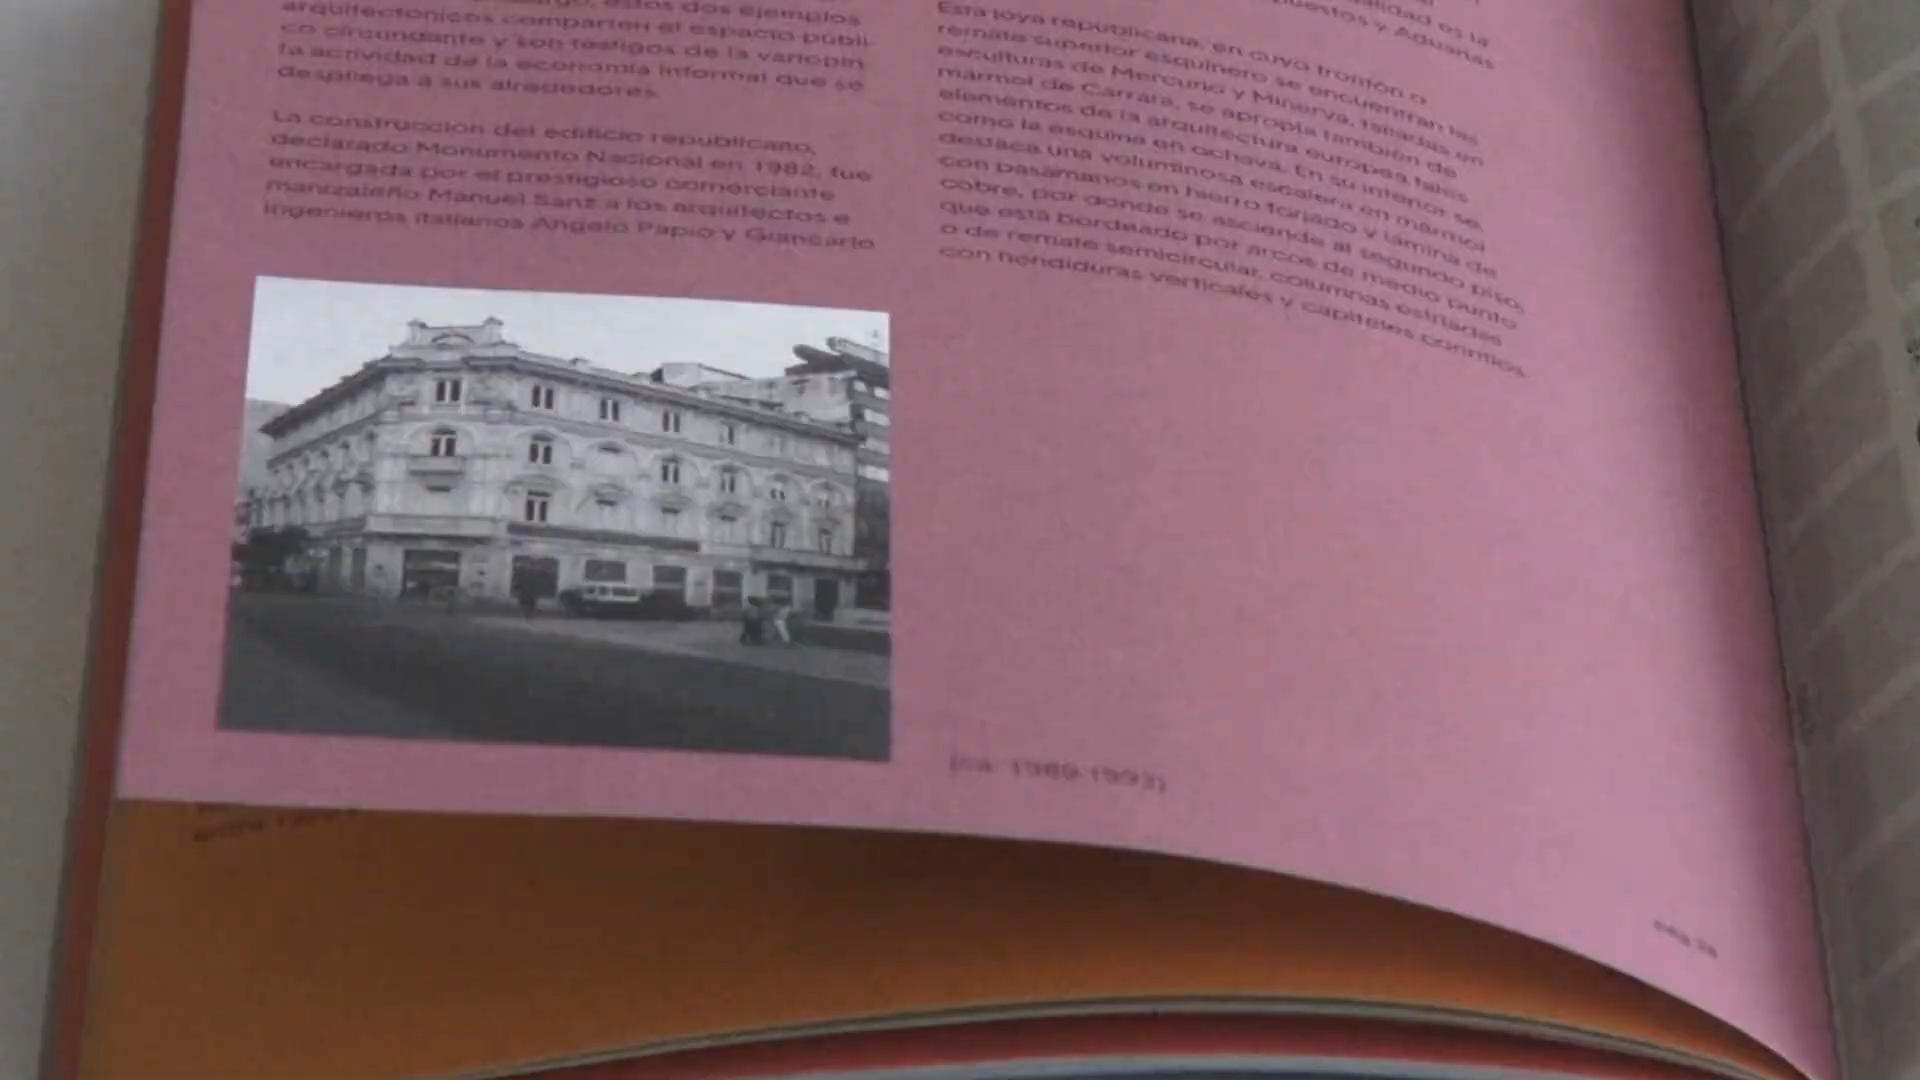 estos dos ejemplos
arquitectónicos comparten el espacio públi-
co circundante y son testigos de la variopin-
ta actividad de la economía informal que se
despliega a sus alrededores.
La construcción del edificio republicano,
declarado Monumento Nacional en 1982, fue
encargada por el prestigioso comerciante
manizaleño Manuel Sanz a los arquitectos e
ingenieros italianos Angelo Papio y Giancarlo
es la
y Aduanas
Esta joya republicana, en cuyo frontón o
remate superior esquinero se encuentran las
esculturas de Mercurio y Minerva, talladas en
mármol de Carrara, se apropia también de
elementos de la arquitectura europea tales
como la esquina en ochava. En su interior se
destaca una voluminosa escalera en mármol
con pasamanos en hierro forjado y lámina de
cobre, por donde se asciende al segundo piso,
que está bordeado por arcos de medio punto
o de remate semicircular, columnas estriadas
con hendiduras verticales y capiteles corintios.
(ca. 1989-1993)